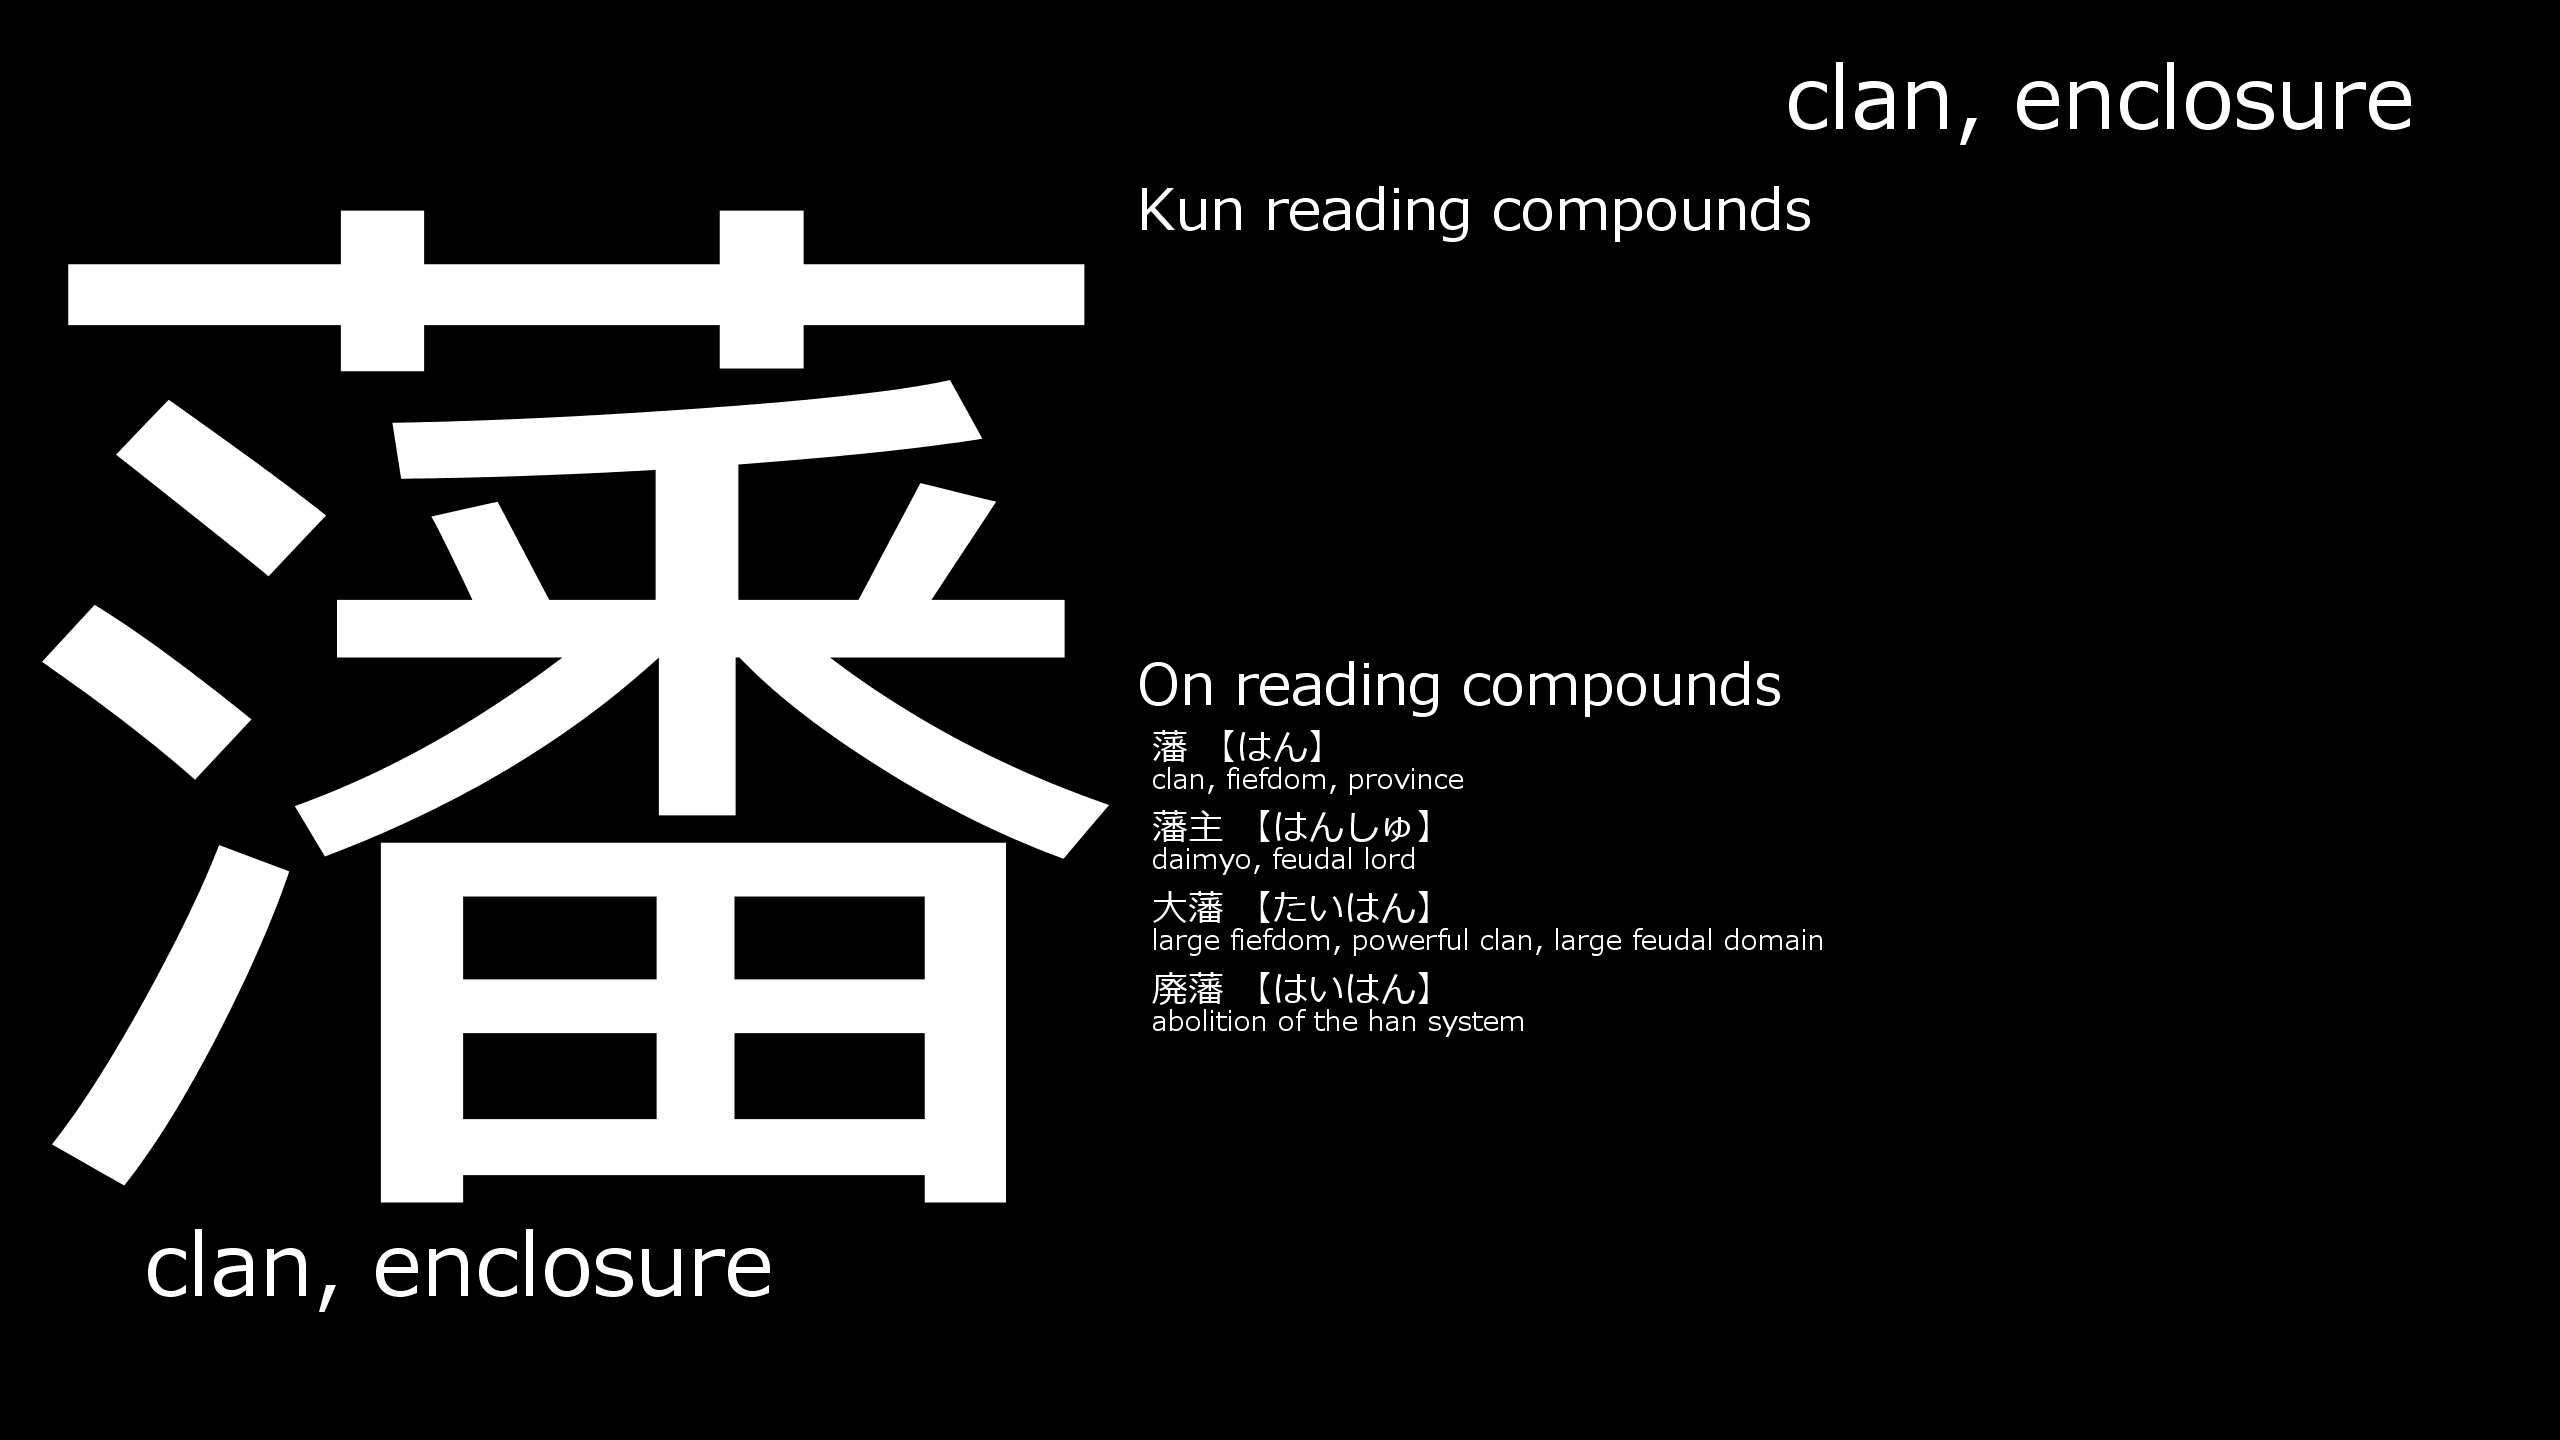 clan, enclosure
藩
clan, enclosure
Kun reading compounds
On reading compounds
藩 【はん】
clan, fiefdom, province
藩主 【はんしゅ】
daimyo, feudal lord
大藩 【たいはん】
large fiefdom, powerful clan, large feudal domain
廃藩 【はいはん】
abolition of the han system